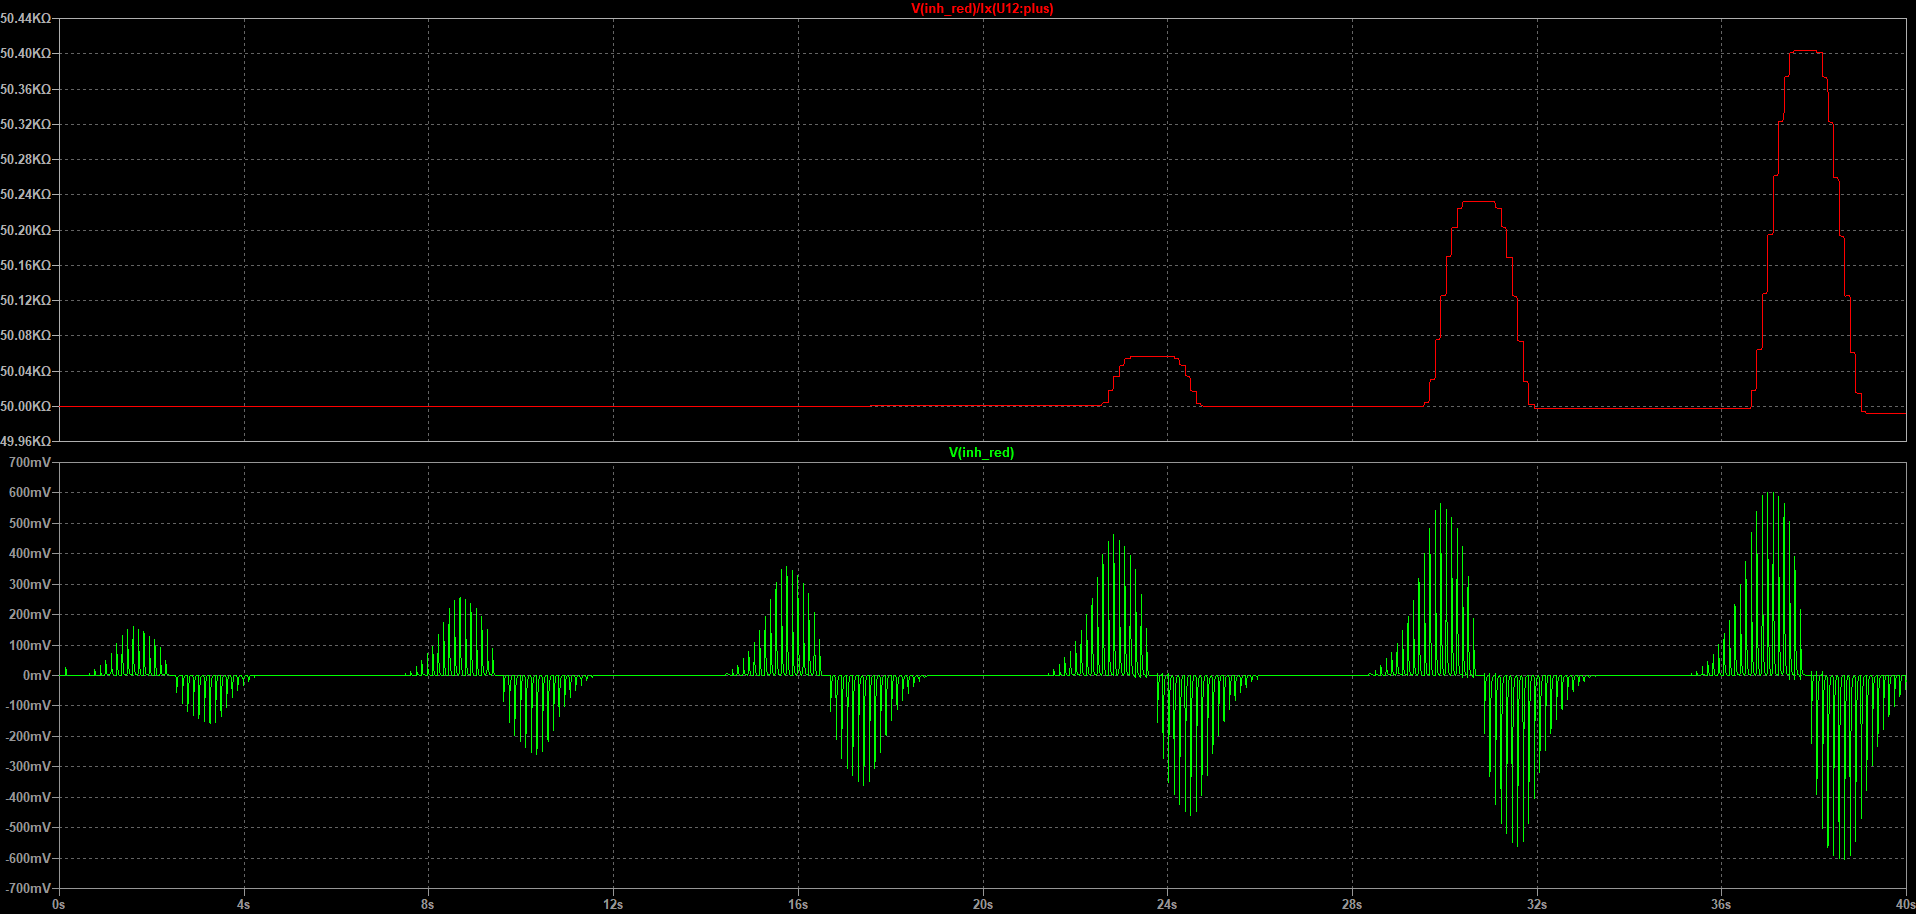 V(inh_red)/Ix(U12:plus)
50.44KΩ
50.40KΩ
50.36KΩ
50.32KΩ
50.28KΩ
50.24KΩ
50.20KΩ
50.16KΩ
50.12KΩ
50.08KΩ
50.04KΩ
50.00KΩ
49.96KΩ
V(inh_red)
700mV
600mV
500mV
400mV
300mV
200mV
100mV
0mV
-100mV
-200mV
-300mV
-400mV
-500mV
-600mV
-700mV
0s 4s 8s 12s 16s 20s 24s 28s 32s 36s 40s